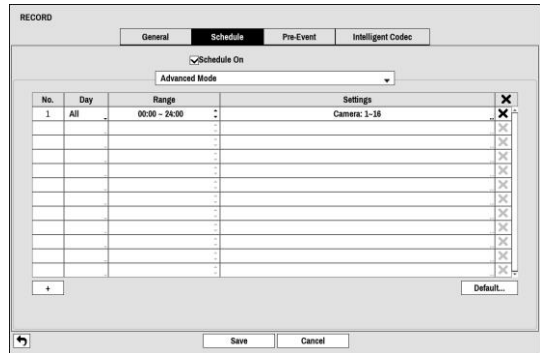 RECORD
General Schedule Pre-Event Intelligent Codec
Schedule On
Advanced Mode
No. Day Range Settings
1 All 00:00 ~ 24:00 Camera: 1~16
+ Default...
Save Cancel